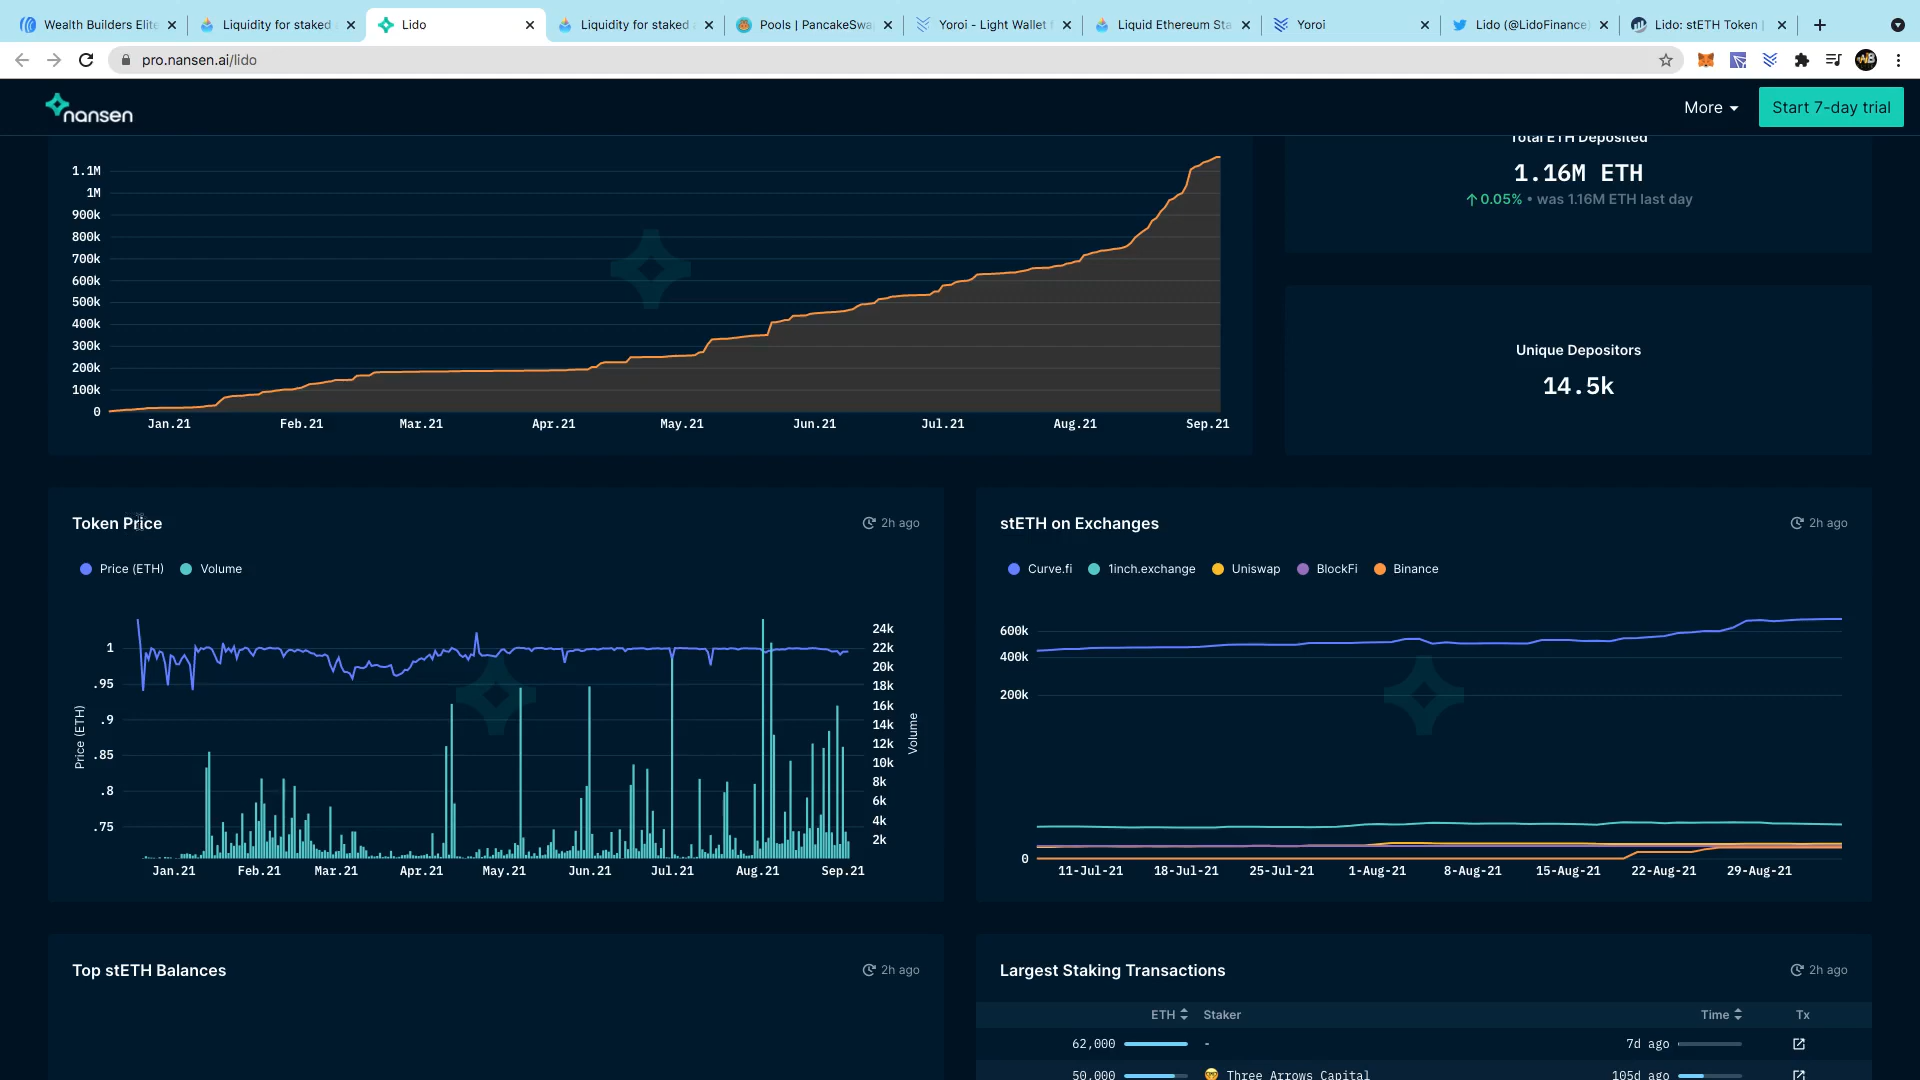 Wealth Builders Elite
Liquidity for staked a
Lido
Liquidity for staked a
Pools | PancakeSwa
Yoroi - Light Wallet f
Liquid Ethereum Sta
Yoroi
Lido (@LidoFinance)
Lido: stETH Token |
pro.nansen.ai/lido
nansen
More
Start 7-day trial
Total ETH Deposited
1.16M ETH
0.05% • was 1.16M ETH last day
Unique Depositors
14.5k
1.1M
1M
900k
800k
700k
600k
500k
400k
300k
200k
100k
0
Jan.21 Feb.21 Mar.21 Apr.21 May.21 Jun.21 Jul.21 Aug.21 Sep.21
Token Price
2h ago
Price (ETH) Volume
1
.95
.9
.85
.8
.75
Price (ETH)
24k
22k
20k
18k
16k
14k
12k
10k
8k
6k
4k
2k
Volume
Jan.21 Feb.21 Mar.21 Apr.21 May.21 Jun.21 Jul.21 Aug.21 Sep.21
stETH on Exchanges
2h ago
Curve.fi 1inch.exchange Uniswap BlockFi Binance
600k
400k
200k
0
11-Jul-21 18-Jul-21 25-Jul-21 1-Aug-21 8-Aug-21 15-Aug-21 22-Aug-21 29-Aug-21
Top stETH Balances
2h ago
Largest Staking Transactions
2h ago
ETH Staker Time Tx
62,000 - 7d ago
50,000 Three Arrows Capital 105d ago